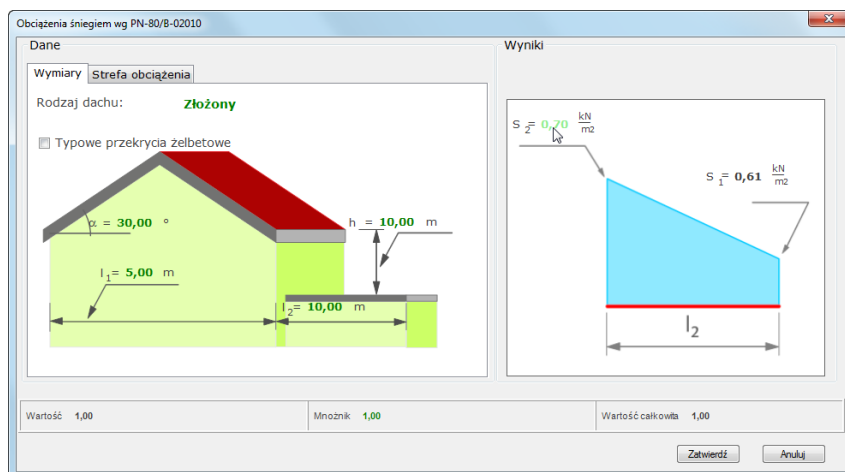 Obciążenia śniegiem wg PN-80/B-02010
Dane
Wymiary
Strefa obciążenia
Rodzaj dachu: Złożony
Typowe przekrycia żelbetowe
α = 30,00 °
h = 10,00 m
l1= 5,00 m
l2= 10,00 m
Wyniki
S2= 0,70 kN/m2
S1= 0,61 kN/m2
l2
Wartość 1,00
Mnożnik 1,00
Wartość całkowita 1,00
Zatwierdź
Anuluj